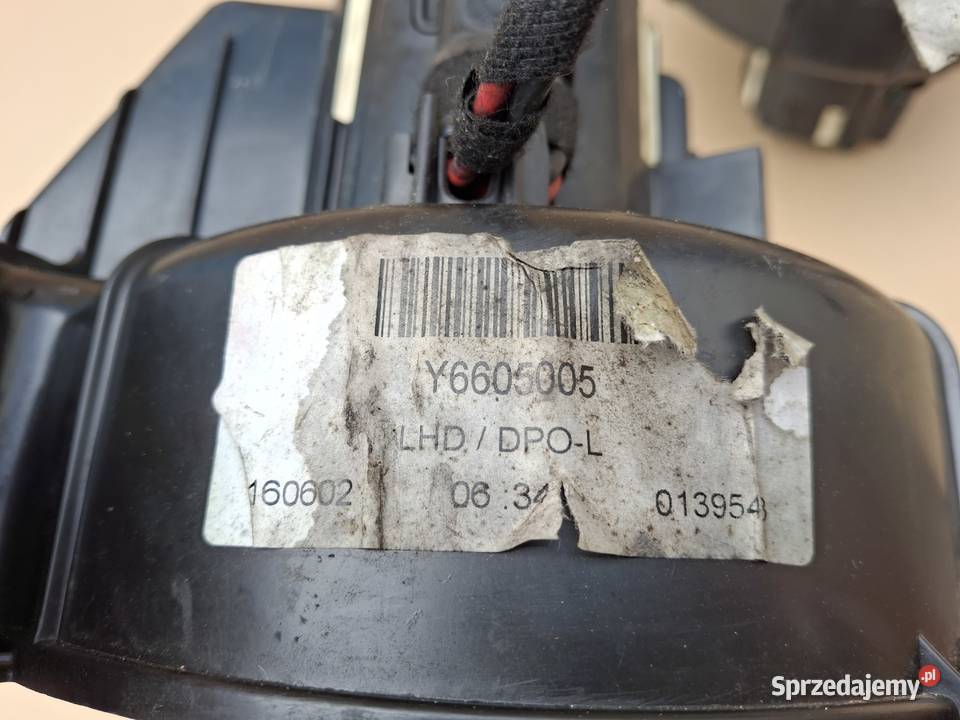 Y6605005
LHD / DPO-L
160602 06:34 013954
Sprzedajemy.pl